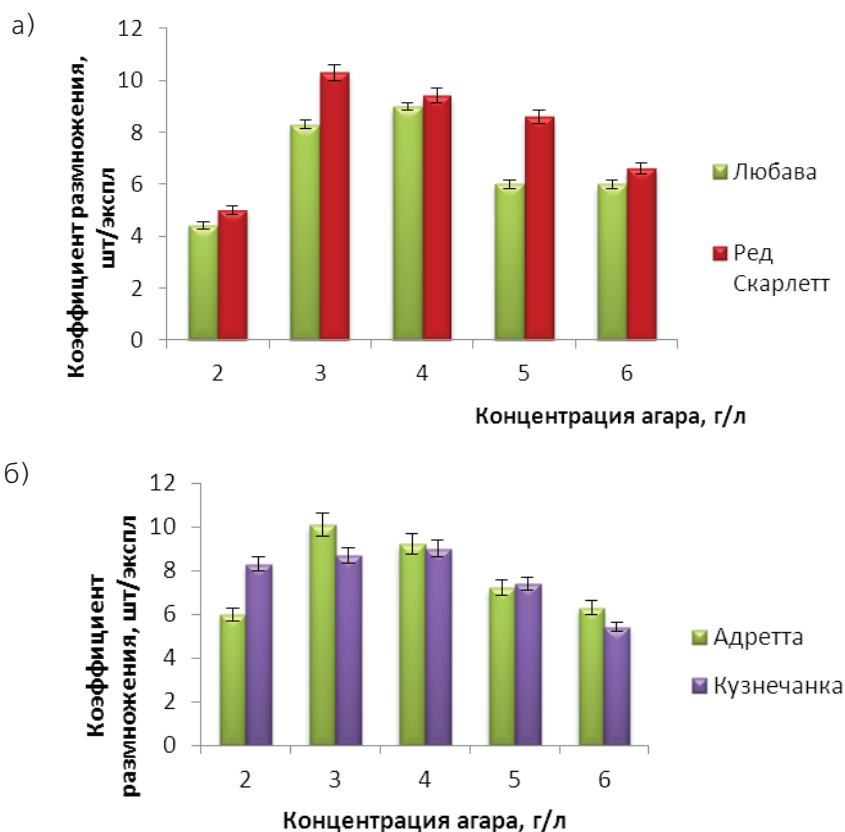 а)
Коэффициент размножения,
шт/экспл
12
10
8
6
4
2
0
2 3 4 5 6
Концентрация агара, г/л
Любава
Ред
Скарлетт
б)
Коэффициент
размножения, шт/экспл
12
10
8
6
4
2
0
2 3 4 5 6
Концентрация агара, г/л
Адретта
Кузнечанка